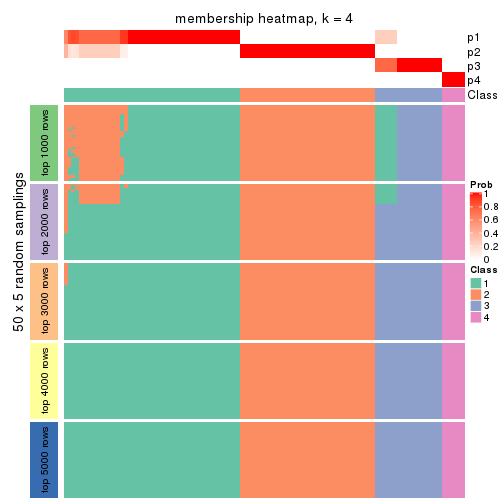 membership heatmap, k = 4
p1
p2
p3
p4
Class
50 x 5 random samplings
top 1000 rows
top 2000 rows
top 3000 rows
top 4000 rows
top 5000 rows
Prob
1
0.8
0.6
0.4
0.2
0
Class
1
2
3
4